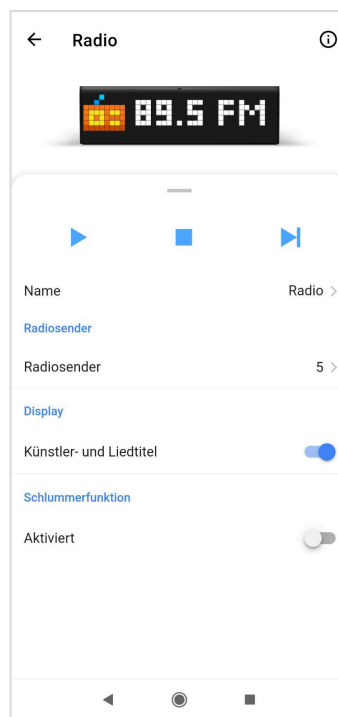 Radio
89.5 FM
Name
Radio
Radiosender
Radiosender
5
Display
Künstler- und Liedtitel
Schlummerfunktion
Aktiviert